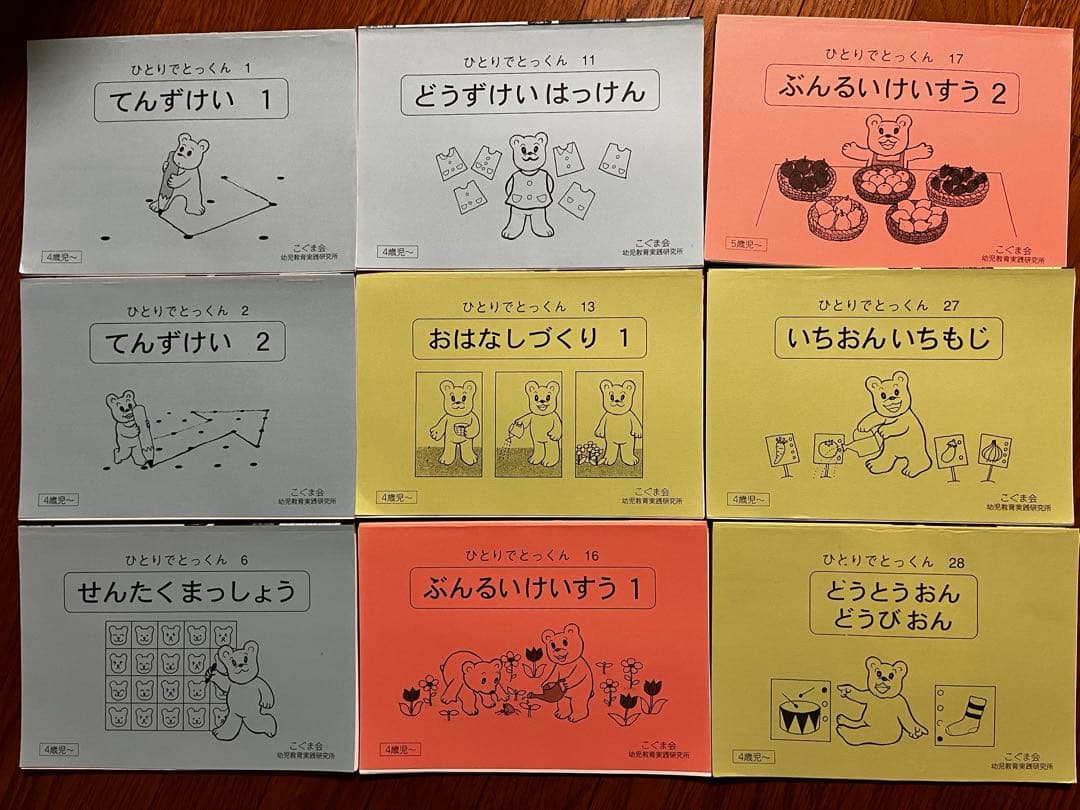 ひとりでとっくん 1
てんずけい 1
4歳児～
こぐま会
幼児教育実践研究所
ひとりでとっくん 11
どうずけい はっけん
4歳児～
こぐま会
幼児教育実践研究所
ひとりでとっくん 17
ぶんるい けいすう 2
5歳児～
こぐま会
幼児教育実践研究所
ひとりでとっくん 2
てんずけい 2
4歳児～
こぐま会
幼児教育実践研究所
ひとりでとっくん 13
おはなしづくり 1
4歳児～
こぐま会
幼児教育実践研究所
ひとりでとっくん 27
いちおん いちもじ
4歳児～
こぐま会
幼児教育実践研究所
ひとりでとっくん 6
せんたく まっしょう
4歳児～
こぐま会
幼児教育実践研究所
ひとりでとっくん 16
ぶんるい けいすう 1
4歳児～
こぐま会
幼児教育実践研究所
ひとりでとっくん 28
どうとう おん
どうび おん
4歳児～
こぐま会
幼児教育実践研究所